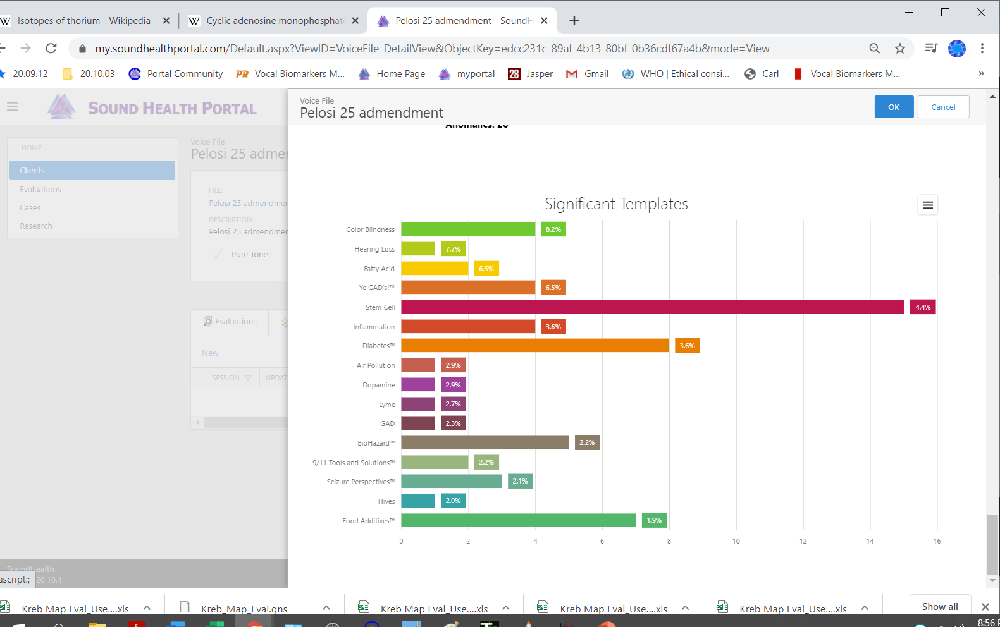 Isotopes of thorium - Wikipedia
Cyclic adenosine monophosphat
Pelosi 25 admendment - SoundH
my.soundhealthportal.com/Default.aspx?ViewID=VoiceFile_DetailView&ObjectKey=edcc231c-89af-4b13-80bf-0b36cdf67a4b&mode=View
20.09.12
20.10.03
Portal Community
PR Vocal Biomarkers M...
Home Page
myportal
28 Jasper
Gmail
WHO | Ethical consi...
Carl
Vocal Biomarkers M...
»
SOUND HEALTH PORTAL
Voice File
Pelosi 25 admendment
OK
Cancel
Anomalies: 20
HOME
Clients
Evaluations
Cases
Research
Voice File
Pelosi 25 admen
FILE:
Pelosi 25 admendmer
DESCRIPTION:
Pelosi 25 admendmer
Pure Tone
Evaluations
New
SESSION
UPDAT
Significant Templates
Color Blindness 8.2%
Hearing Loss 7.7%
Fatty Acid 6.5%
Ye GAD's!™ 6.5%
Stem Cell 4.4%
Inflammation 3.6%
Diabetes™ 3.6%
Air Pollution 2.9%
Dopamine 2.9%
Lyme 2.7%
GAD 2.3%
BioHazard™ 2.2%
9/11 Tools and Solutions™ 2.2%
Seizure Perspectives™ 2.1%
Hives 2.0%
Food Additives™ 1.9%
0 2 4 6 8 10 12 14 16
SoundHealth
20.10.4
ascript:;
Kreb Map Eval_Use....xls
Kreb_Map_Eval.gns
Kreb Map Eval_Use....xls
Kreb Map Eval_Use....xls
Kreb Map Eval_Use....xls
Show all
8:56